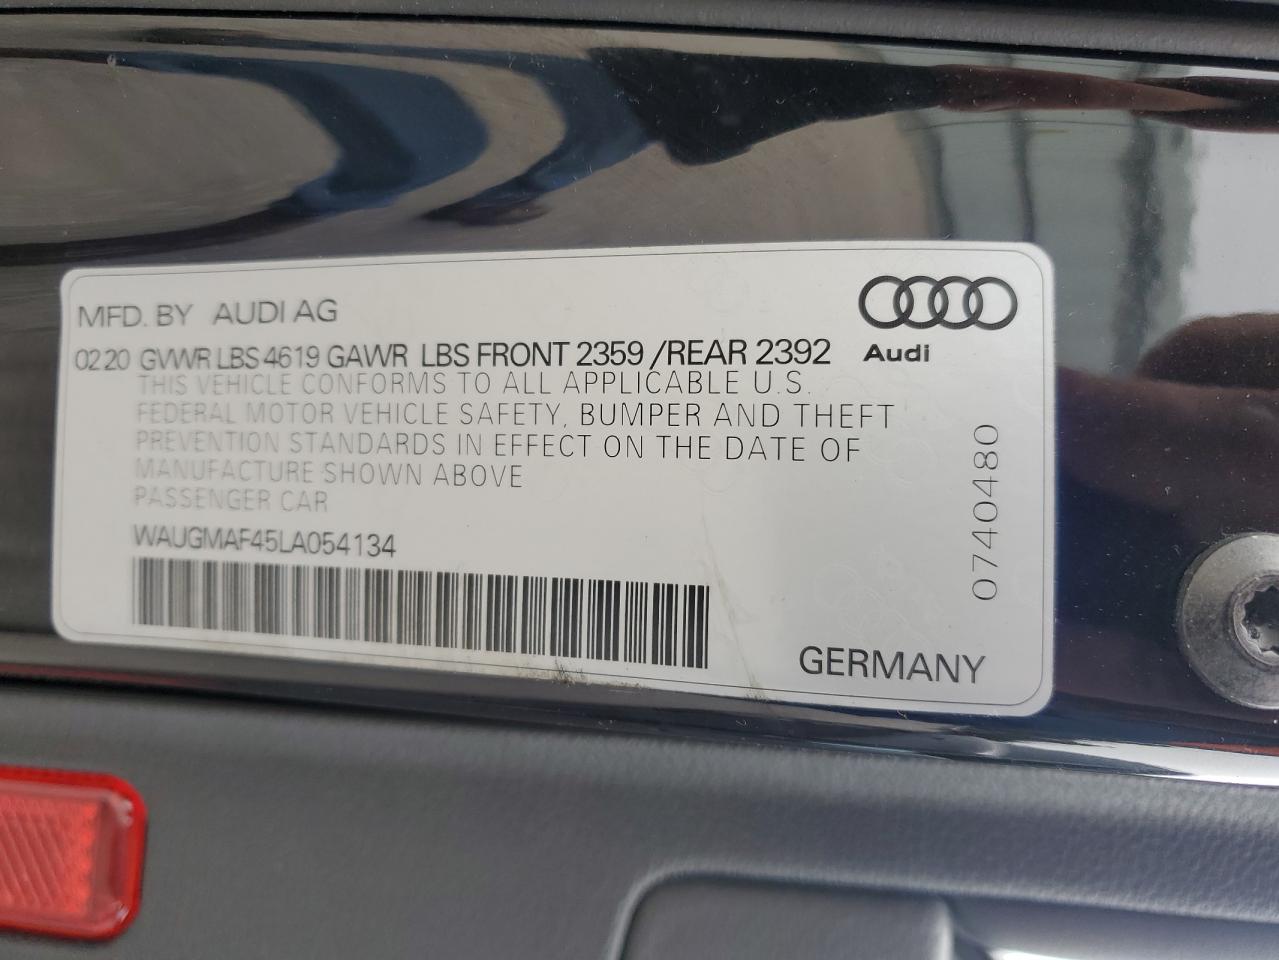 MFD. BY AUDI AG
Audi
02.20 GVWR LBS 4619 GAWR LBS FRONT 2359 /REAR 2392
THIS VEHICLE CONFORMS TO ALL APPLICABLE U.S.
FEDERAL MOTOR VEHICLE SAFETY, BUMPER AND THEFT
PREVENTION STANDARDS IN EFFECT ON THE DATE OF
MANUFACTURE SHOWN ABOVE
PASSENGER CAR
WAUGMAF45LA054134
GERMANY
0740480